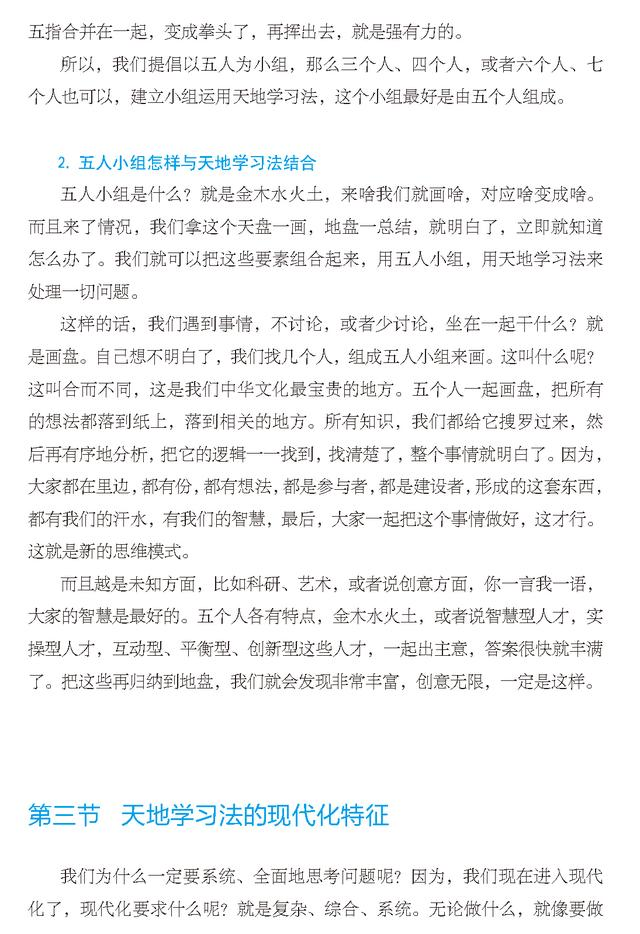 五指合并在一起，变成拳头了，再挥出去，就是强有力的。
所以，我们提倡以五人为小组，那么三个人、四个人，或者六个人、七
个人也可以，建立小组运用天地学习法，这个小组最好是由五个人组成。
2. 五人小组怎样与天地学习法结合
五人小组是什么？就是金木水火土，来啥我们就画啥，对应啥变成啥。
而且来了情况，我们拿这个天盘一画，地盘一总结，就明白了，立即就知道
怎么办了。我们就可以把这些要素组合起来，用五人小组，用天地学习法来
处理一切问题。
这样的话，我们遇到事情，不讨论，或者少讨论，坐在一起干什么？就
是画盘。自己想不明白了，我们找几个人，组成五人小组来画。这叫什么呢？
这叫合而不同，这是我们中华文化最宝贵的地方。五个人一起画盘，把所有
的想法都落到纸上，落到相关的地方。所有知识，我们都给它搜罗过来，然
后再有序地分析，把它的逻辑一一找到，找清楚了，整个事情就明白了。因为，
大家都在里边，都有份，都有想法，都是参与者，都是建设者，形成的这套东西，
都有我们的汗水，有我们的智慧，最后，大家一起把这个事情做好，这才行。
这就是新的思维模式。
而且越是未知方面，比如科研、艺术，或者说创意方面，你一言我一语，
大家的智慧是最好的。五个人各有特点，金木水火土，或者说智慧型人才，实
操型人才，互动型、平衡型、创新型这些人才，一起出主意，答案很快就丰满
了。把这些再归纳到地盘，我们就会发现非常丰富，创意无限，一定是这样。
第三节 天地学习法的现代化特征
我们为什么一定要系统、全面地思考问题呢？因为，我们现在进入现代
化了，现代化要求什么呢？就是复杂、综合、系统。无论做什么，就像要做